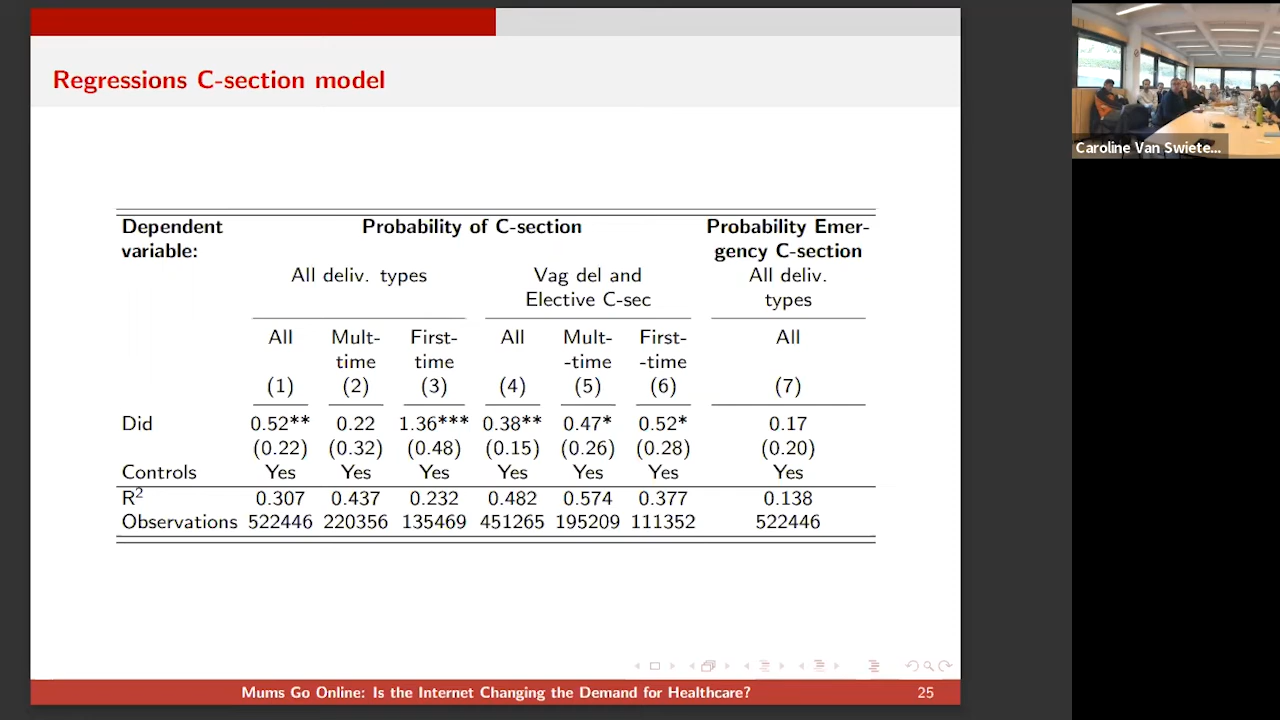 Regressions C-section model
Dependent variable:
Probability of C-section
Probability Emer-
gency C-section
All deliv. types
Vag del and
Elective C-sec
All deliv.
types
All Mult- First- All Mult- First- All
time time -time -time
(1) (2) (3) (4) (5) (6) (7)
Did 0.52** 0.22 1.36*** 0.38** 0.47* 0.52* 0.17
(0.22) (0.32) (0.48) (0.15) (0.26) (0.28) (0.20)
Controls Yes Yes Yes Yes Yes Yes Yes
R² 0.307 0.437 0.232 0.482 0.574 0.377 0.138
Observations 522446 220356 135469 451265 195209 111352 522446
Mums Go Online: Is the Internet Changing the Demand for Healthcare? 25
Caroline Van Swiete...